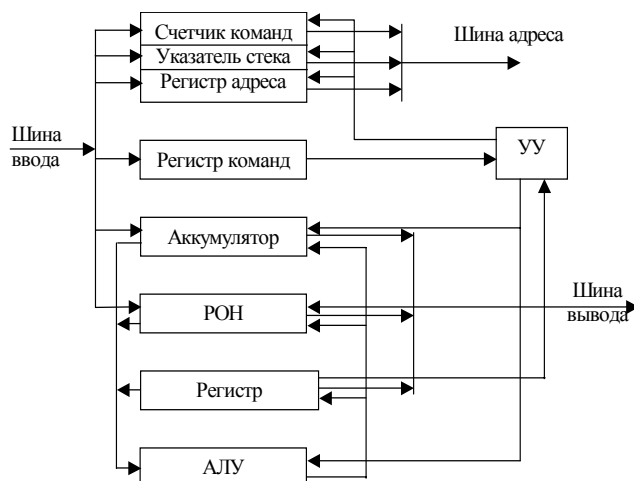 Счетчик команд
Указатель стека
Регистр адреса
Шина адреса
Шина
ввода
Регистр команд
УУ
Аккумулятор
РОН
Шина
вывода
Регистр
АЛУ